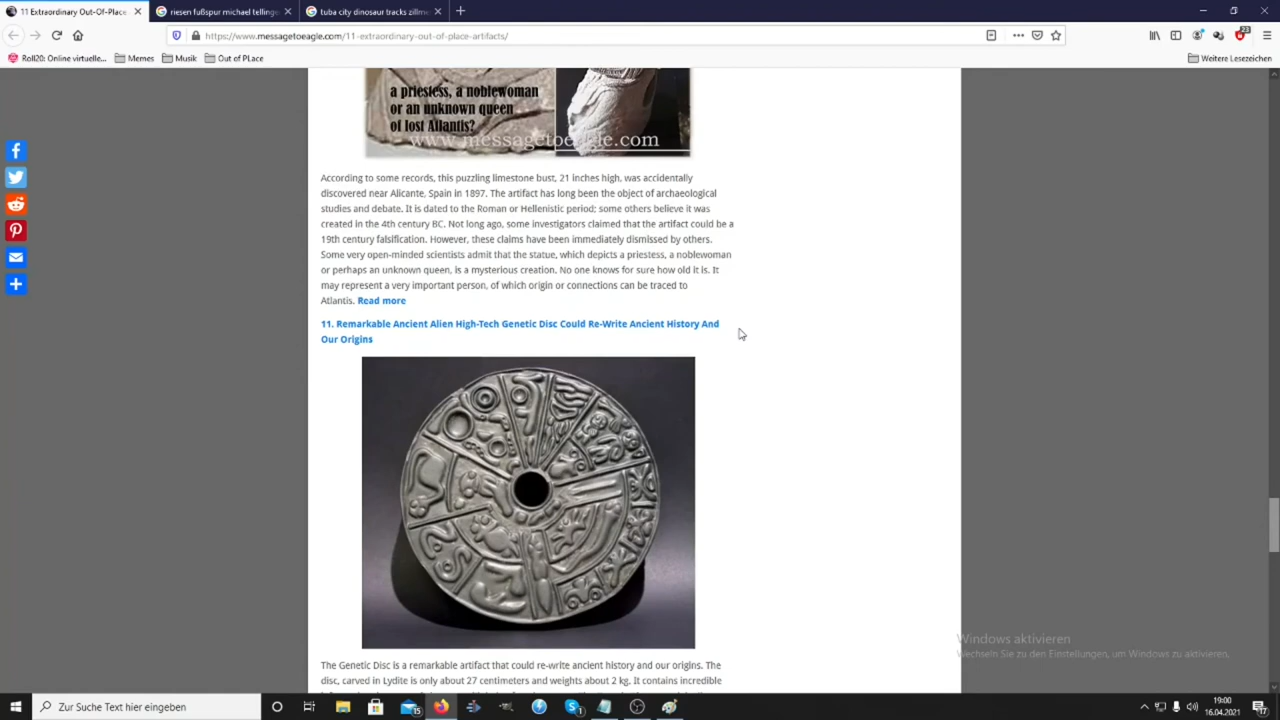 11 Extraordinary Out-Of-Place
riesen fußspur michael tellinge
tuba city dinosaur tracks zillme
https://www.messagetoeagle.com/11-extraordinary-out-of-place-artifacts/
23
Roll20: Online virtuelle...
Memes
Musik
Out of PLace
Weitere Lesezeichen
a priestess, a noblewoman
or an unknown queen
of lost Atlantis?
www.messagetoeagle.com
According to some records, this puzzling limestone bust, 21 inches high, was accidentally
discovered near Alicante, Spain in 1897. The artifact has long been the object of archaeological
studies and debate. It is dated to the Roman or Hellenistic period; some others believe it was
created in the 4th century BC. Not long ago, some investigators claimed that the artifact could be a
19th century falsification. However, these claims have been immediately dismissed by others.
Some very open-minded scientists admit that the statue, which depicts a priestess, a noblewoman
or perhaps an unknown queen, is a mysterious creation. No one knows for sure how old it is. It
may represent a very important person, of which origin or connections can be traced to
Atlantis. Read more
11. Remarkable Ancient Alien High-Tech Genetic Disc Could Re-Write Ancient History And
Our Origins
The Genetic Disc is a remarkable artifact that could re-write ancient history and our origins. The
disc, carved in Lydite is only about 27 centimeters and weights about 2 kg. It contains incredible
Windows aktivieren
Wechseln Sie zu den Einstellungen, um Windows zu aktivieren.
Zur Suche Text hier eingeben
15
1
19:00
16.04.2021
17